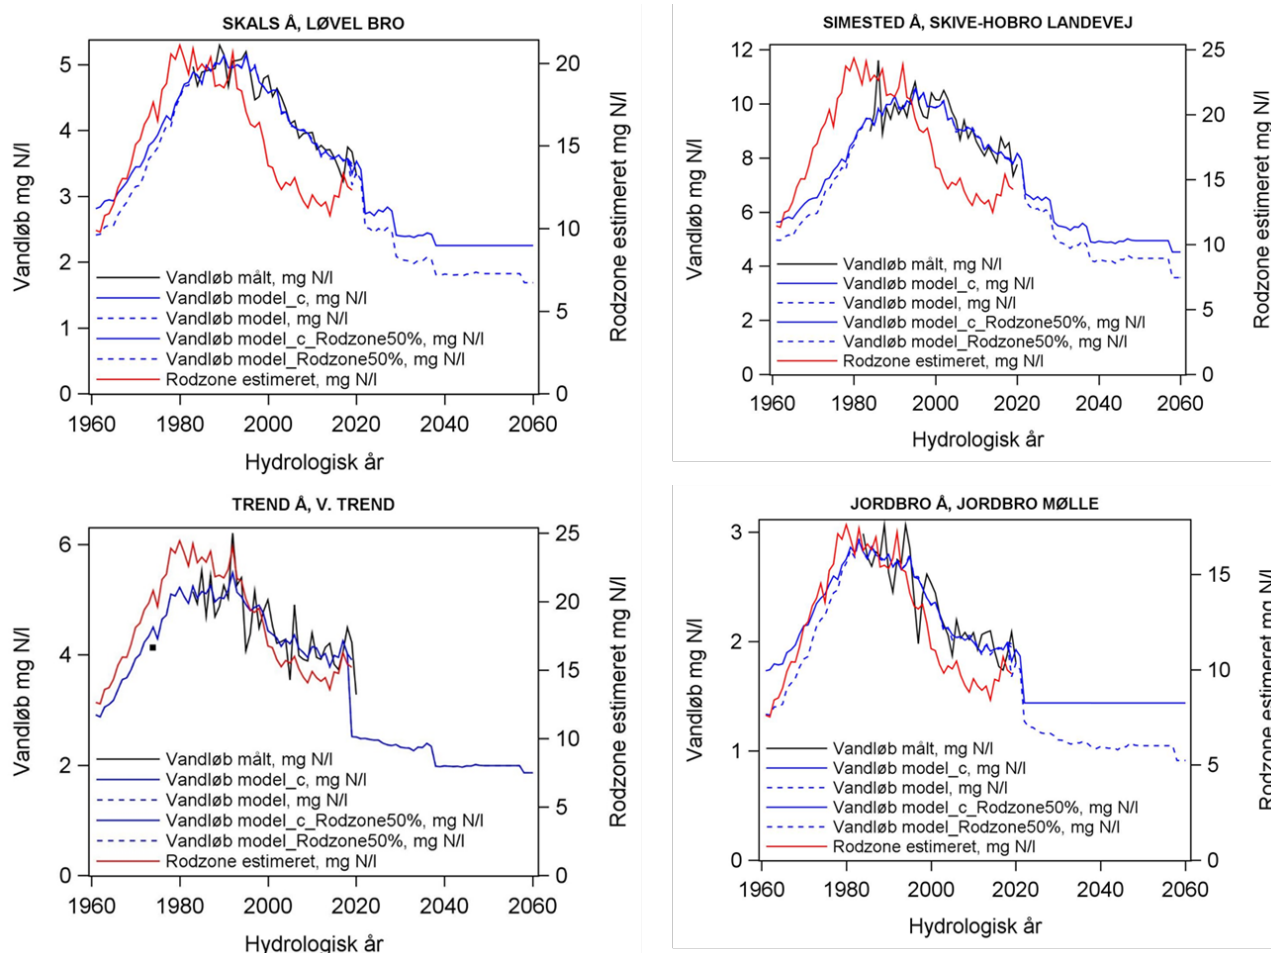 SKALS Å, LØVEL BRO
5
4
3
2
1
0
20
15
10
5
0
Vandløb mg N/l
Rodzone estimeret mg N/l
Vandløb målt, mg N/l
Vandløb model_c, mg N/l
Vandløb model, mg N/l
Vandløb model_c_Rodzone50%, mg N/l
Vandløb model_Rodzone50%, mg N/l
Rodzone estimeret, mg N/l
1960 1980 2000 2020 2040 2060
Hydrologisk år
SIMESTED Å, SKIVE-HOBRO LANDEVEJ
12
10
8
6
4
2
0
25
20
15
10
5
0
Vandløb mg N/l
Rodzone estimeret mg N/l
Vandløb målt, mg N/l
Vandløb model_c, mg N/l
Vandløb model, mg N/l
Vandløb model_c_Rodzone50%, mg N/l
Vandløb model_Rodzone50%, mg N/l
Rodzone estimeret, mg N/l
1960 1980 2000 2020 2040 2060
Hydrologisk år
TREND Å, V. TREND
6
4
2
0
25
20
15
10
5
0
Vandløb mg N/l
Rodzone estimeret mg N/l
Vandløb målt, mg N/l
Vandløb model_c, mg N/l
Vandløb model, mg N/l
Vandløb model_c_Rodzone50%, mg N/l
Vandløb model_Rodzone50%, mg N/l
Rodzone estimeret, mg N/l
1960 1980 2000 2020 2040 2060
Hydrologisk år
JORDBRO Å, JORDBRO MØLLE
3
2
1
0
15
10
5
0
Vandløb mg N/l
Rodzone estimeret mg N/l
Vandløb målt, mg N/l
Vandløb model_c, mg N/l
Vandløb model, mg N/l
Vandløb model_c_Rodzone50%, mg N/l
Vandløb model_Rodzone50%, mg N/l
Rodzone estimeret, mg N/l
1960 1980 2000 2020 2040 2060
Hydrologisk år